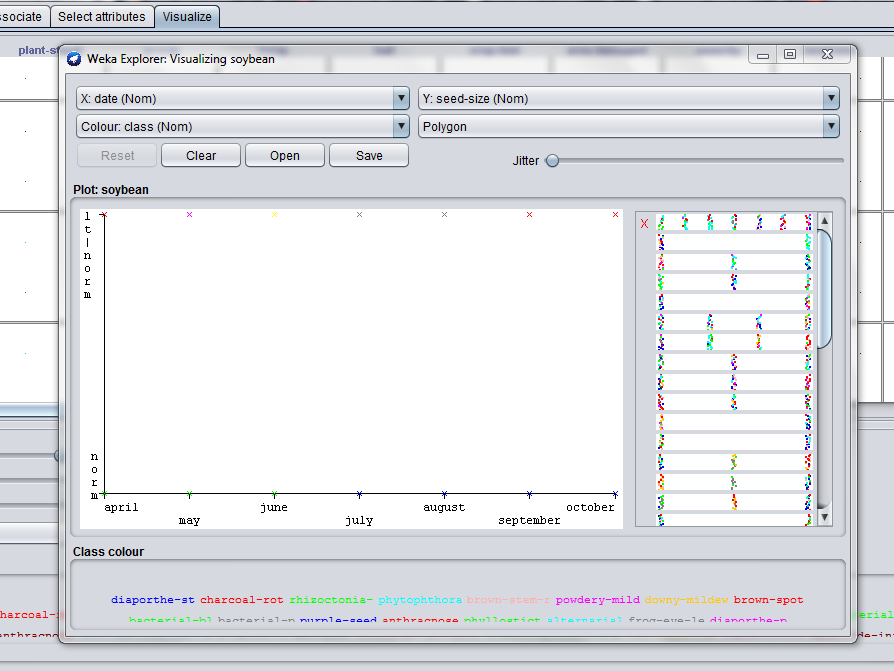 ssociate Select attributes Visualize
plant-st
Weka Explorer: Visualizing soybean
X: date (Nom) Y: seed-size (Nom)
Colour: class (Nom) Polygon
Reset Clear Open Save Jitter
Plot: soybean
lt|norm
X
norm
april may june july august september october
Class colour
diaporthe-st charcoal-rot rhizoctonia- phytophthora brown-stem-r powdery-mild downy-mildew brown-spot
bacterial-bl bacterial-p purple-seed anthracnose phyllostict alternarial frog-eye-le diaporthe-p
harcoal-
erial
anthracno
de-in